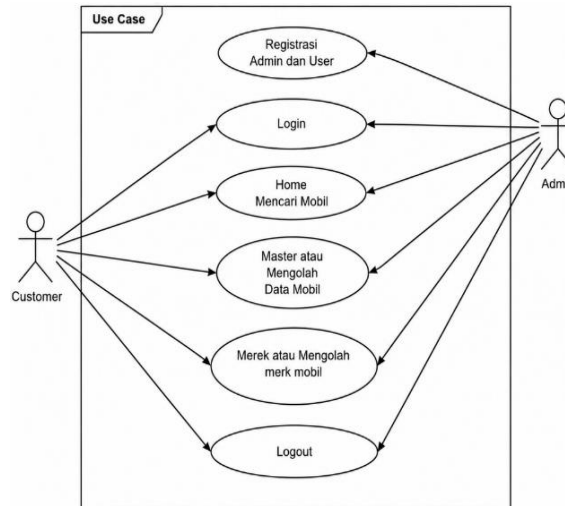 Use Case
Registrasi
Admin dan User
Login
Home
Mencari Mobil
Master atau
Mengolah
Data Mobil
Merek atau Mengolah
merk mobil
Logout
Customer
Adm